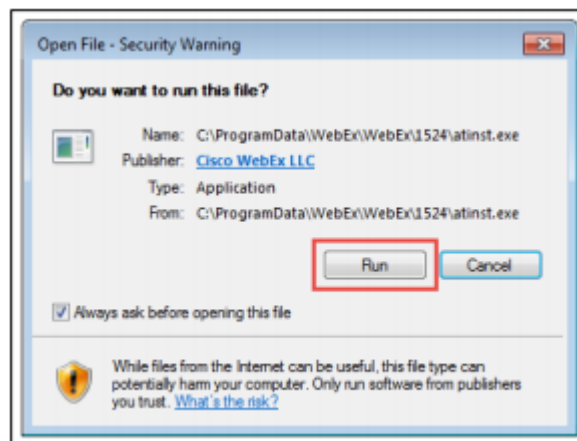 Open File - Security Warning
Do you want to run this file?
Name: C:\ProgramData\WebEx\WebEx\1524\atinst.exe
Publisher: Cisco WebEx LLC
Type: Application
From: C:\ProgramData\WebEx\WebEx\1524\atinst.exe
Run Cancel
Always ask before opening this file
While files from the Internet can be useful, this file type can
potentially harm your computer. Only run software from publishers
you trust. What's the risk?